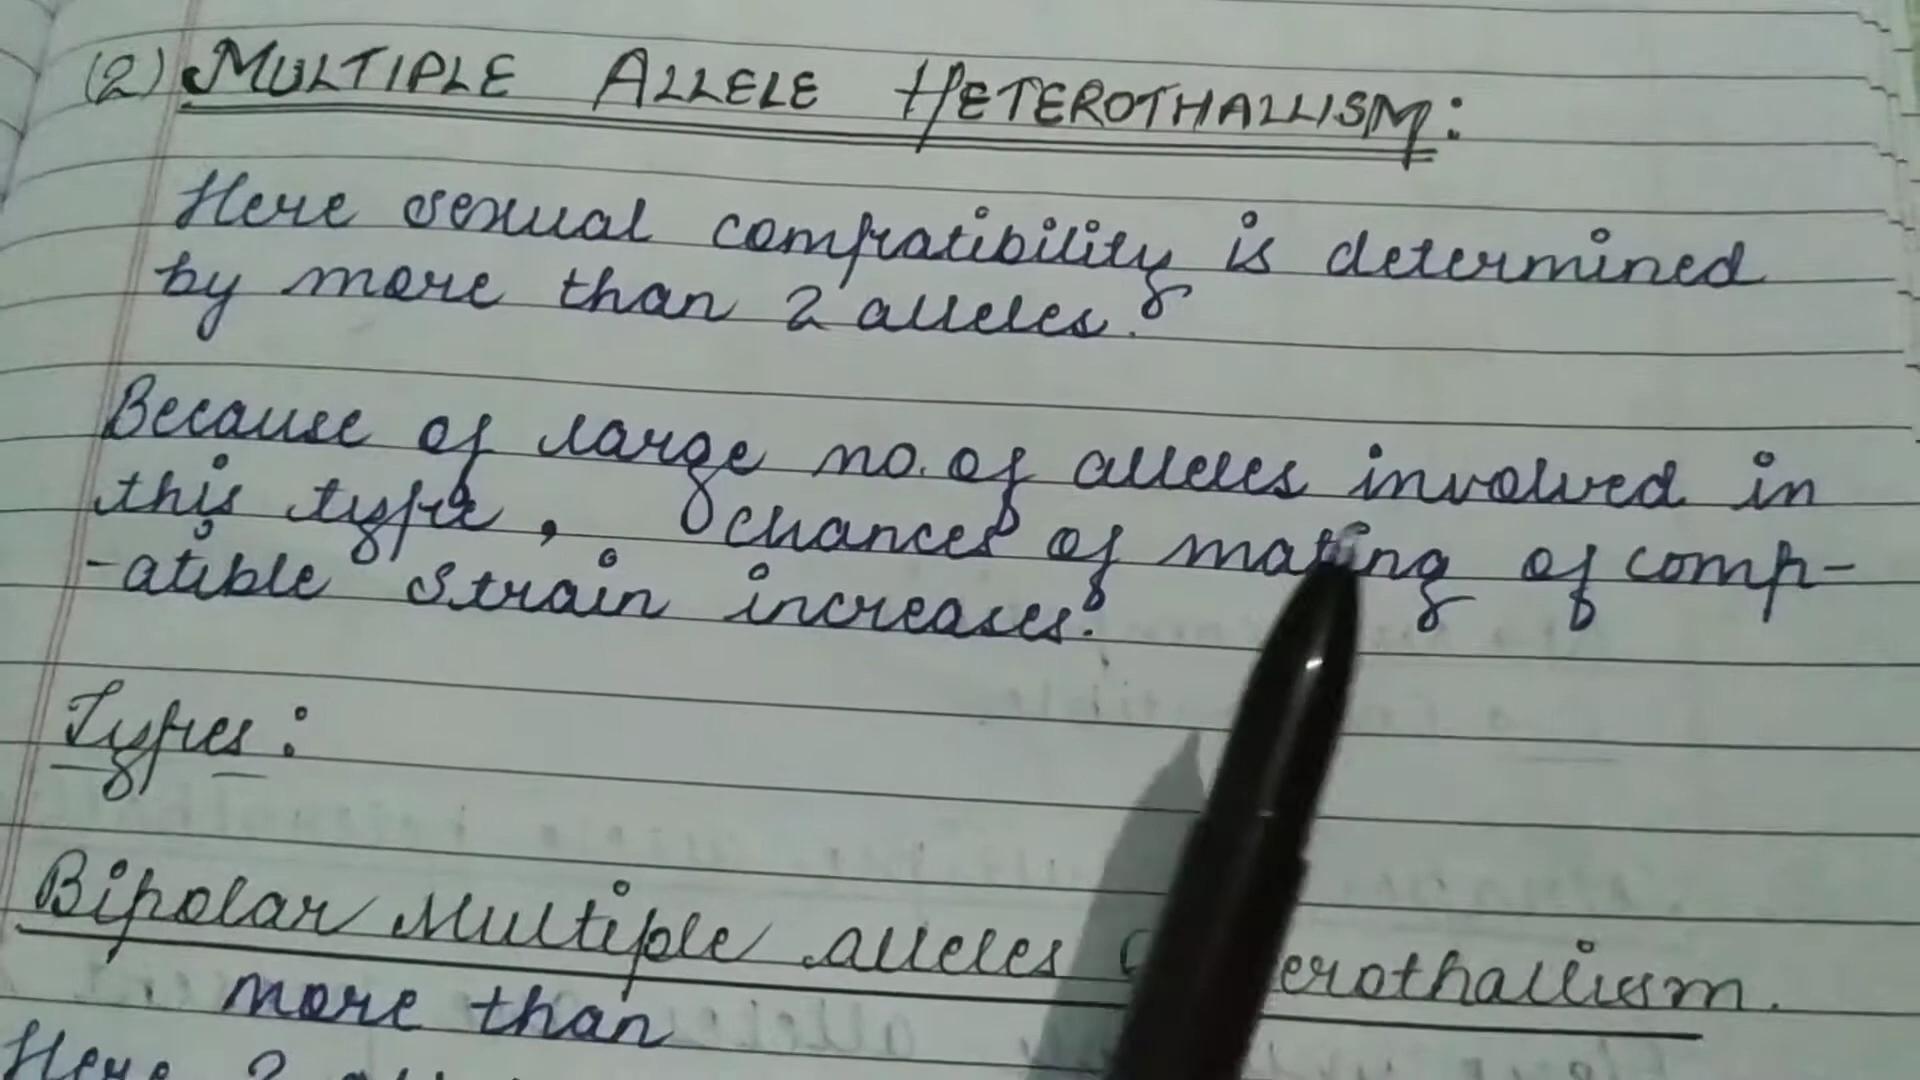 (2) MULTIPLE ALLELE HETEROTHALLISM:
Here sexual compatibility is determined
by more than 2 alleles.
Because of large no. of alleles involved in
this type, chances of mating of comp-
-atible strain increases.
Types:
Bipolar Multiple alleles erothallism.
more than
Here 2